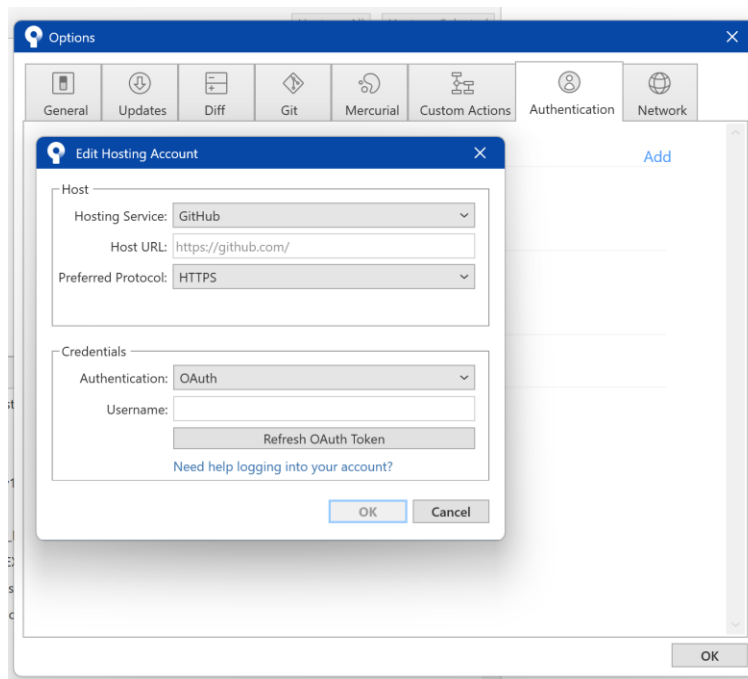 Options
General Updates Diff Git Mercurial Custom Actions Authentication Network
Edit Hosting Account
Add
Host
Hosting Service: GitHub
Host URL: https://github.com/
Preferred Protocol: HTTPS
Credentials
Authentication: OAuth
Username:
Refresh OAuth Token
Need help logging into your account?
OK Cancel
OK